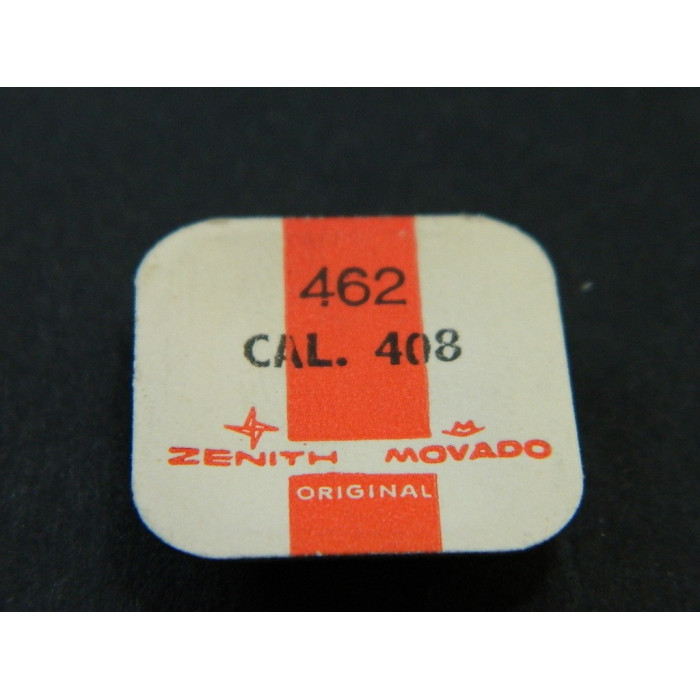 462
CAL. 408
ZENITH MOVADO
ORIGINAL